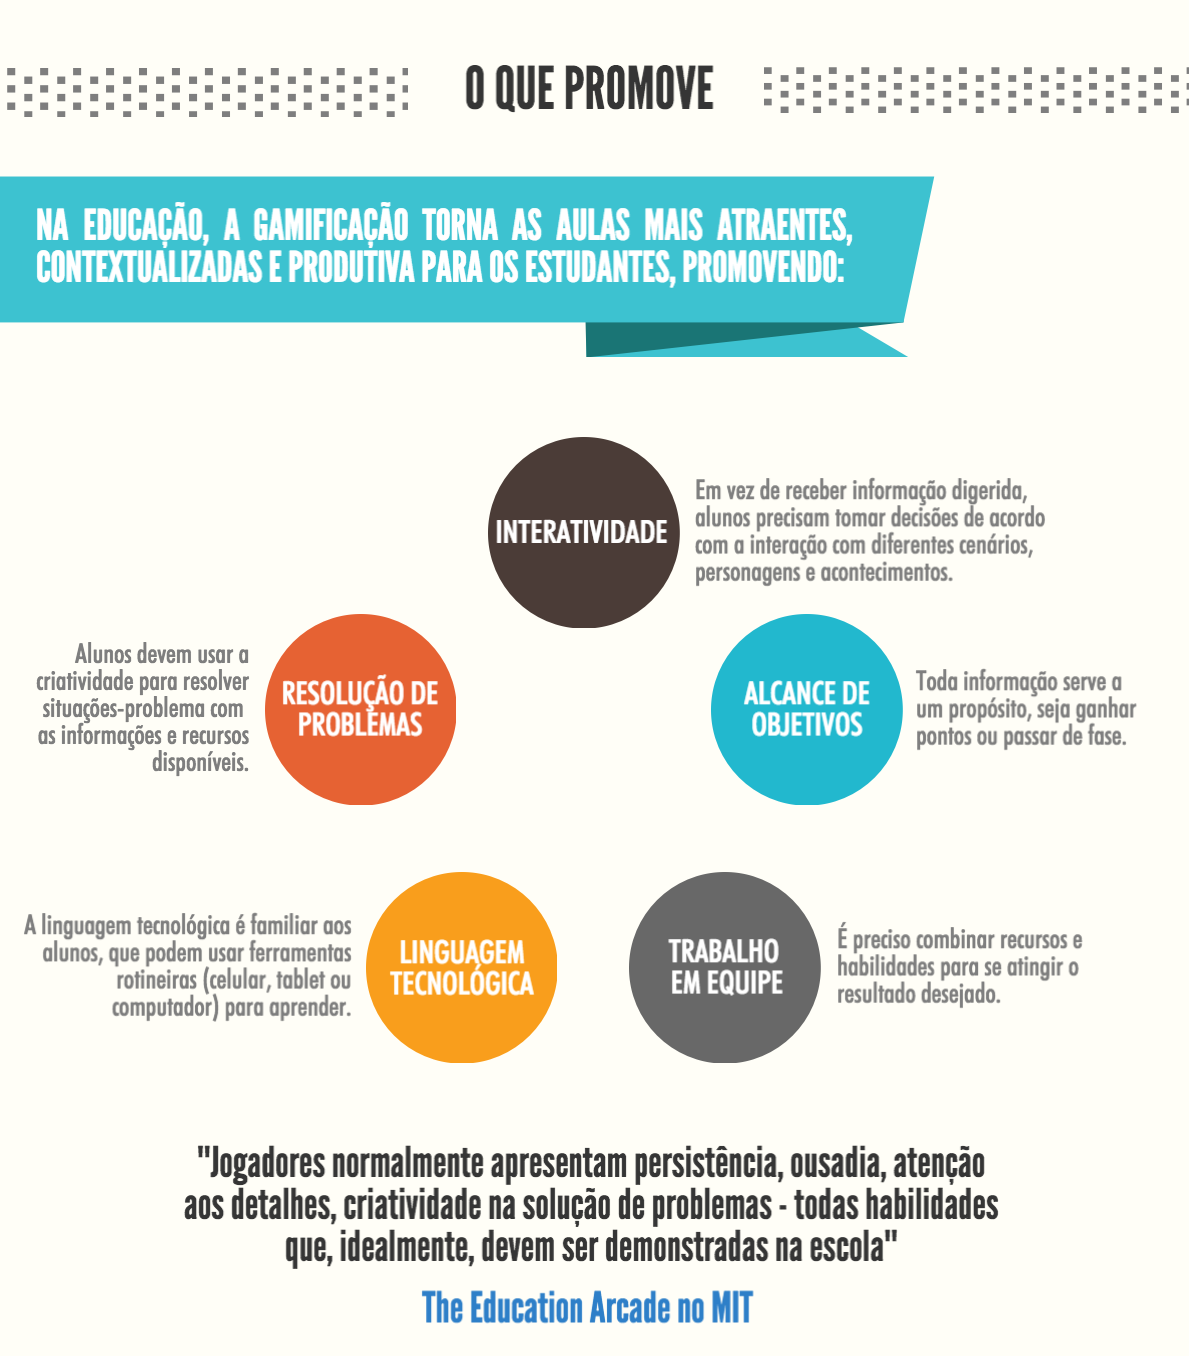 O QUE PROMOVE
NA EDUCAÇÃO, A GAMIFICAÇÃO TORNA AS AULAS MAIS ATRAENTES,
CONTEXTUALIZADAS E PRODUTIVA PARA OS ESTUDANTES, PROMOVENDO:
INTERATIVIDADE
Em vez de receber informação digerida,
alunos precisam tomar decisões de acordo
com a interação com diferentes cenários,
personagens e acontecimentos.
Alunos devem usar a
criatividade para resolver
situações-problema com
as informações e recursos
disponíveis.
RESOLUÇÃO DE
PROBLEMAS
ALCANCE DE
OBJETIVOS
Toda informação serve a
um propósito, seja ganhar
pontos ou passar de fase.
A linguagem tecnológica é familiar aos
alunos, que podem usar ferramentas
rotineiras (celular, tablet ou
computador) para aprender.
LINGUAGEM
TECNOLÓGICA
TRABALHO
EM EQUIPE
É preciso combinar recursos e
habilidades para se atingir o
resultado desejado.
"Jogadores normalmente apresentam persistência, ousadia, atenção
aos detalhes, criatividade na solução de problemas - todas habilidades
que, idealmente, devem ser demonstradas na escola"
The Education Arcade no MIT